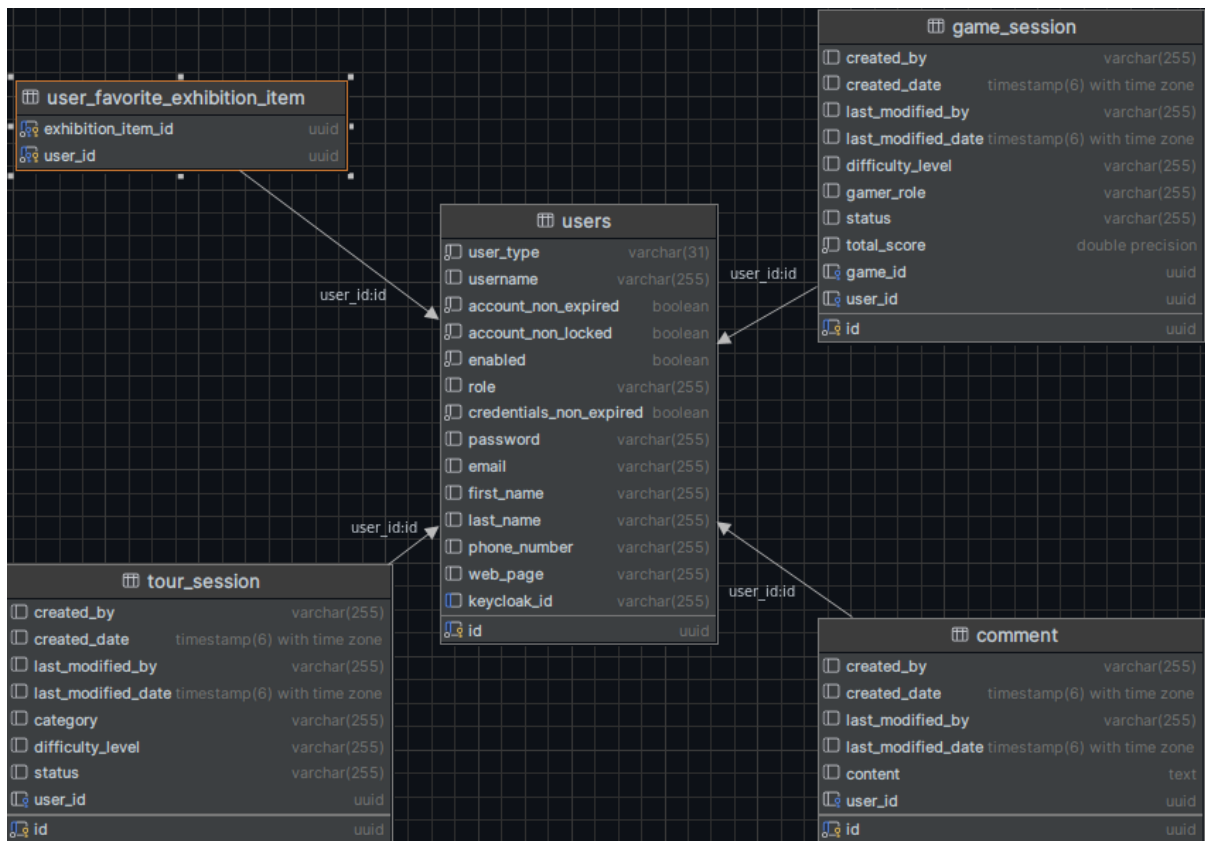 user_favorite_exhibition_item
exhibition_item_id uuid
user_id uuid
game_session
created_by varchar(255)
created_date timestamp(6) with time zone
last_modified_by varchar(255)
last_modified_date timestamp(6) with time zone
difficulty_level varchar(255)
gamer_role varchar(255)
status varchar(255)
total_score double precision
game_id uuid
user_id uuid
id uuid
users
user_type varchar(31)
username varchar(255)
account_non_expired boolean
account_non_locked boolean
enabled boolean
role varchar(255)
credentials_non_expired boolean
password varchar(255)
email varchar(255)
first_name varchar(255)
last_name varchar(255)
phone_number varchar(255)
web_page varchar(255)
keycloak_id varchar(255)
id uuid
user_id:id
user_id:id
user_id:id
user_id:id
tour_session
created_by varchar(255)
created_date timestamp(6) with time zone
last_modified_by varchar(255)
last_modified_date timestamp(6) with time zone
category varchar(255)
difficulty_level varchar(255)
status varchar(255)
user_id uuid
id uuid
comment
created_by varchar(255)
created_date timestamp(6) with time zone
last_modified_by varchar(255)
last_modified_date timestamp(6) with time zone
content text
user_id uuid
id uuid